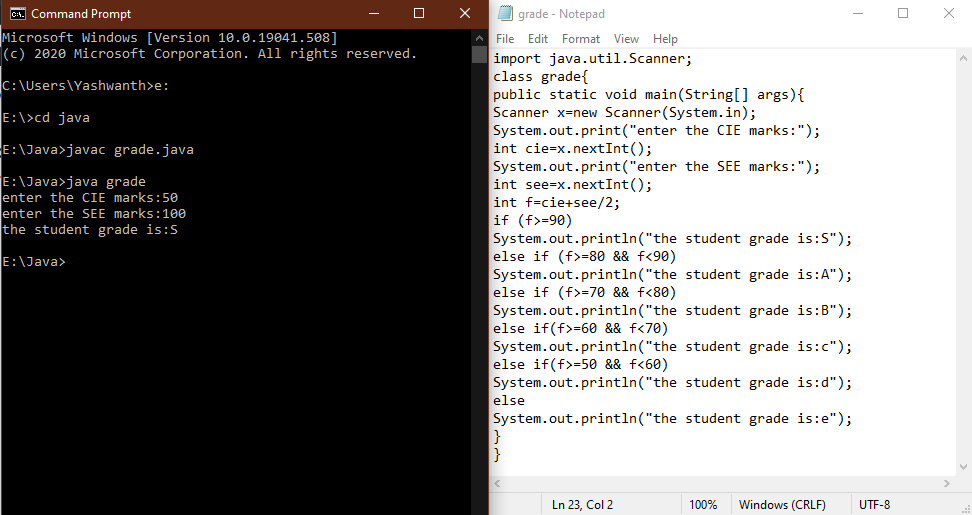 Command Prompt
Microsoft Windows [Version 10.0.19041.508]
(c) 2020 Microsoft Corporation. All rights reserved.
C:\Users\Yashwanth>e:
E:\>cd java
E:\Java>javac grade.java
E:\Java>java grade
enter the CIE marks:50
enter the SEE marks:100
the student grade is:S
E:\Java>
grade - Notepad
File Edit Format View Help
import java.util.Scanner;
class grade{
public static void main(String[] args){
Scanner x=new Scanner(System.in);
System.out.print("enter the CIE marks:");
int cie=x.nextInt();
System.out.print("enter the SEE marks:");
int see=x.nextInt();
int f=cie+see/2;
if (f>=90)
System.out.println("the student grade is:S");
else if (f>=80 && f<90)
System.out.println("the student grade is:A");
else if (f>=70 && f<80)
System.out.println("the student grade is:B");
else if(f>=60 && f<70)
System.out.println("the student grade is:c");
else if(f>=50 && f<60)
System.out.println("the student grade is:d");
else
System.out.println("the student grade is:e");
}
}
Ln 23, Col 2 100% Windows (CRLF) UTF-8